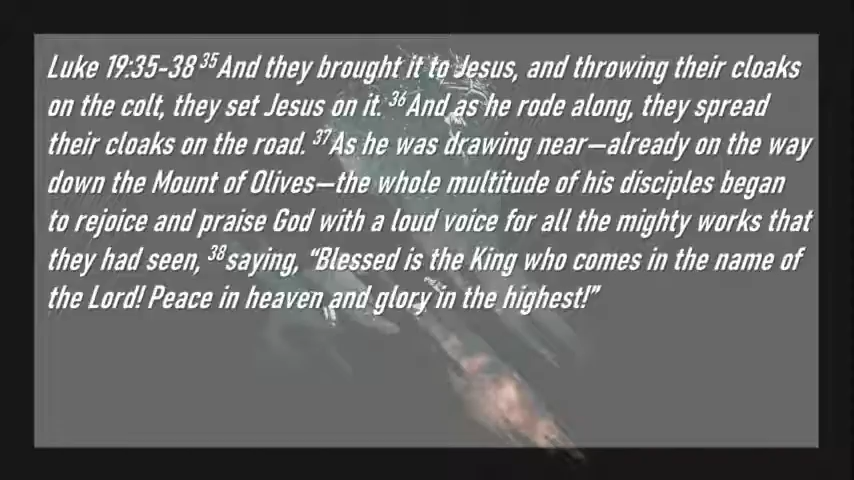 Luke 19:35-38 35 And they brought it to Jesus, and throwing their cloaks
on the colt, they set Jesus on it. 36 And as he rode along, they spread
their cloaks on the road. 37 As he was drawing near—already on the way
down the Mount of Olives—the whole multitude of his disciples began
to rejoice and praise God with a loud voice for all the mighty works that
they had seen, 38 saying, “Blessed is the King who comes in the name of
the Lord! Peace in heaven and glory in the highest!”